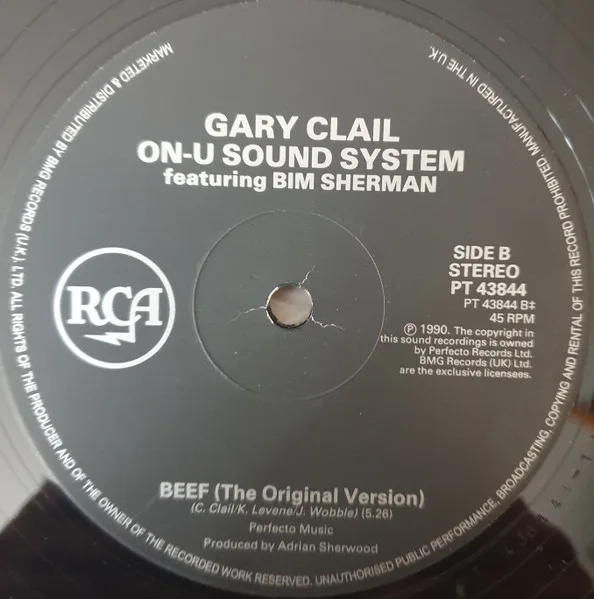 GARY CLAIL
ON-U SOUND SYSTEM
featuring BIM SHERMAN
RCA
SIDE B
STEREO
PT 43844
PT 43844 B‡
45 RPM
℗ 1990. The copyright in
this sound recordings is owned
by Perfecto Records Ltd.
BMG Records (UK) Ltd.
are the exclusive licensees.
BEEF (The Original Version)
(C. Clail/K. Levene/J. Wobble) (5.26)
Perfecto Music
Produced by Adrian Sherwood
MARKETED & DISTRIBUTED BY BMG RECORDS (U.K.) LTD. ALL RIGHTS OF THE PRODUCER AND OF THE OWNER OF THE RECORDED WORK RESERVED. UNAUTHORISED PUBLIC PERFORMANCE, BROADCASTING, COPYING AND RENTAL OF THIS RECORD PROHIBITED. MANUFACTURED IN THE U.K.